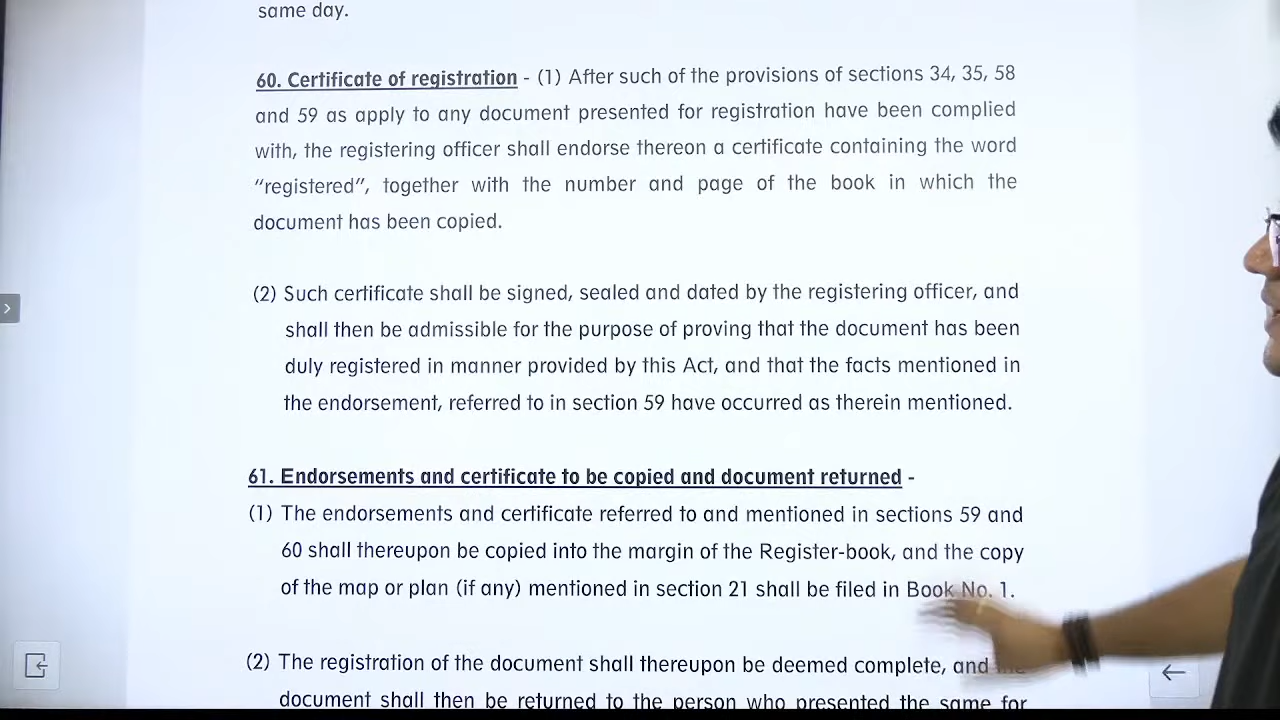 same day.
60. Certificate of registration - (1) After such of the provisions of sections 34, 35, 58
and 59 as apply to any document presented for registration have been complied
with, the registering officer shall endorse thereon a certificate containing the word
“registered”, together with the number and page of the book in which the
document has been copied.
(2) Such certificate shall be signed, sealed and dated by the registering officer, and
shall then be admissible for the purpose of proving that the document has been
duly registered in manner provided by this Act, and that the facts mentioned in
the endorsement, referred to in section 59 have occurred as therein mentioned.
61. Endorsements and certificate to be copied and document returned -
(1) The endorsements and certificate referred to and mentioned in sections 59 and
60 shall thereupon be copied into the margin of the Register-book, and the copy
of the map or plan (if any) mentioned in section 21 shall be filed in Book No. 1.
(2) The registration of the document shall thereupon be deemed complete, and
document shall then be returned to the person who presented the same for